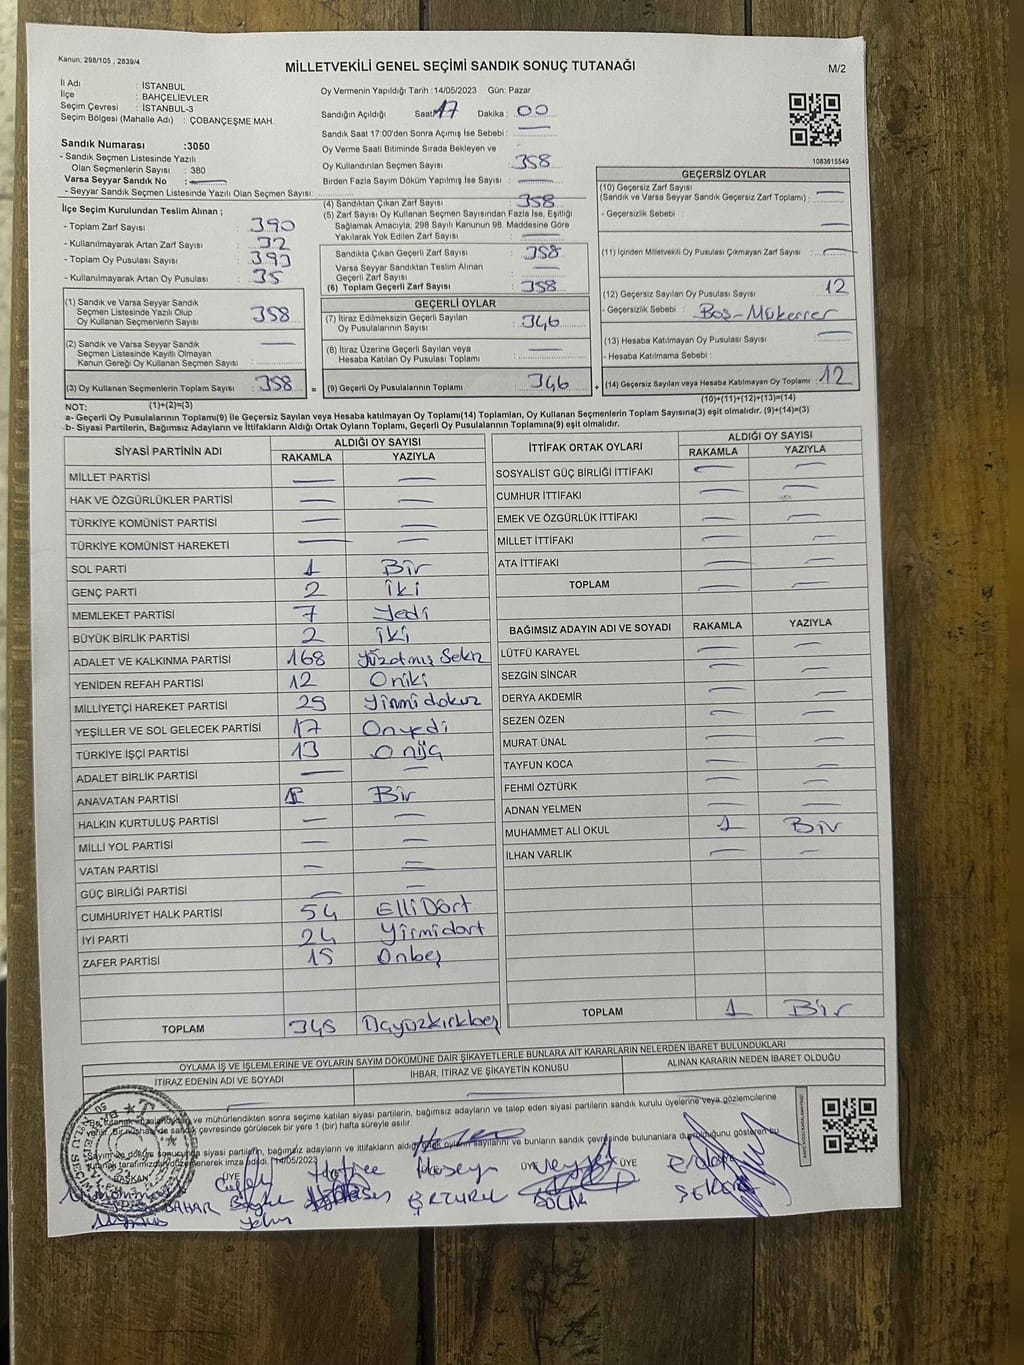 Kanun: 298/105 , 2839/4
MİLLETVEKİLİ GENEL SEÇİMİ SANDIK SONUÇ TUTANAĞI
M/2
İl Adı : İSTANBUL
İlçe : BAHÇELİEVLER
Seçim Çevresi : İSTANBUL-3
Seçim Bölgesi (Mahalle Adı) : ÇOBANÇEŞME MAH.
Oy Vermenin Yapıldığı Tarih :14/05/2023 Gün: Pazar
Sandığın Açıldığı Saat: 17 Dakika : 00
Sandık Saat 17:00'den Sonra Açımış İse Sebebi :
Oy Verme Saati Bitiminde Sırada Bekleyen ve
Oy Kullandırılan Seçmen Sayısı : 358
Birden Fazla Sayım Döküm Yapılmış İse Sayısı :
1083615549
Sandık Numarası :3050
- Sandık Seçmen Listesinde Yazılı
Olan Seçmenlerin Sayısı : 380
Varsa Seyyar Sandık No :
- Seyyar Sandık Seçmen Listesinde Yazılı Olan Seçmen Sayısı:
İlçe Seçim Kurulundan Teslim Alınan ;
- Toplam Zarf Sayısı : 390
- Kullanılmayarak Artan Zarf Sayısı : 32
- Toplam Oy Pusulası Sayısı : 393
- Kullanılmayarak Artan Oy Pusulası : 35
(1) Sandık ve Varsa Seyyar Sandık
Seçmen Listesinde Yazılı Olup
Oy Kullanan Seçmenlerin Sayısı : 358
(2) Sandık ve Varsa Seyyar Sandık
Seçmen Listesinde Kayıtlı Olmayan
Kanun Gereği Oy Kullanan Seçmen Sayısı :
(3) Oy Kullanan Seçmenlerin Toplam Sayısı : 358
(1)+(2)=(3)
(4) Sandıktan Çıkan Zarf Sayısı : 358
(5) Zarf Sayısı Oy Kullanan Seçmen Sayısından Fazla İse, Eşitliği
Sağlamak Amacıyla, 298 Sayılı Kanunun 98. Maddesine Göre
Yakılarak Yok Edilen Zarf Sayısı :
Sandıkta Çıkan Geçerli Zarf Sayısı : 358
Varsa Seyyar Sandıktan Teslim Alınan
Geçerli Zarf Sayısı :
(6) Toplam Geçerli Zarf Sayısı : 358
GEÇERLİ OYLAR
(7) İtiraz Edilmeksizin Geçerli Sayılan
Oy Pusulalarının Sayısı : 346
(8) İtiraz Üzerine Geçerli Sayılan veya
Hesaba Katılan Oy Pusulası Toplamı :
= (9) Geçerli Oy Pusulalarının Toplamı : 346
GEÇERSİZ OYLAR
(10) Geçersiz Zarf Sayısı
(Sandık ve Varsa Seyyar Sandık Geçersiz Zarf Toplamı) :
- Geçersizlik Sebebi :
(11) İçinden Milletvekili Oy Pusulası Çıkmayan Zarf Sayısı :
(12) Geçersiz Sayılan Oy Pusulası Sayısı : 12
- Geçersizlik Sebebi : Boş-Mükerrer
(13) Hesaba Katılmayan Oy Pusulası Sayısı :
- Hesaba Katılmama Sebebi :
+ (14) Geçersiz Sayılan veya Hesaba Katılmayan Oy Toplamı : 12
(10)+(11)+(12)+(13)=(14)
NOT:
a- Geçerli Oy Pusulalarının Toplamı(9) ile Geçersiz Sayılan veya Hesaba katılmayan Oy Toplamı(14) Toplamları, Oy Kullanan Seçmenlerin Toplam Sayısına(3) eşit olmalıdır. (9)+(14)=(3)
b- Siyasi Partilerin, Bağımsız Adayların ve İttifakların Aldığı Ortak Oyların Toplamı, Geçerli Oy Pusulalarının Toplamına(9) eşit olmalıdır.
SİYASİ PARTİNİN ADI ALDIĞI OY SAYISI
RAKAMLA YAZIYLA
MİLLET PARTİSİ
HAK VE ÖZGÜRLÜKLER PARTİSİ
TÜRKİYE KOMÜNİST PARTİSİ
TÜRKİYE KOMÜNİST HAREKETİ
SOL PARTİ 1 Bir
GENÇ PARTİ 2 İki
MEMLEKET PARTİSİ 7 Yedi
BÜYÜK BİRLİK PARTİSİ 2 İki
ADALET VE KALKINMA PARTİSİ 168 Yüzatmış Sekiz
YENİDEN REFAH PARTİSİ 12 Oniki
MİLLİYETÇİ HAREKET PARTİSİ 29 Yirmidokuz
YEŞİLLER VE SOL GELECEK PARTİSİ 17 Onyedi
TÜRKİYE İŞÇİ PARTİSİ 13 Onüç
ADALET BİRLİK PARTİSİ
ANAVATAN PARTİSİ 1 Bir
HALKIN KURTULUŞ PARTİSİ
MİLLİ YOL PARTİSİ
VATAN PARTİSİ
GÜÇ BİRLİĞİ PARTİSİ
CUMHURİYET HALK PARTİSİ 54 Elli Dört
İYİ PARTİ 24 Yirmidört
ZAFER PARTİSİ 15 Onbeş
TOPLAM 345 Üçyüzkırkbeş
İTTİFAK ORTAK OYLARI ALDIĞI OY SAYISI
RAKAMLA YAZIYLA
SOSYALİST GÜÇ BİRLİĞİ İTTİFAKI
CUMHUR İTTİFAKI
EMEK VE ÖZGÜRLÜK İTTİFAKI
MİLLET İTTİFAKI
ATA İTTİFAKI
TOPLAM
BAĞIMSIZ ADAYIN ADI VE SOYADI RAKAMLA YAZIYLA
LÜTFÜ KARAYEL
SEZGİN SİNCAR
DERYA AKDEMİR
SEZEN ÖZEN
MURAT ÜNAL
TAYFUN KOCA
FEHMİ ÖZTÜRK
ADNAN YELMEN
MUHAMMET ALİ OKUL 1 Bir
İLHAN VARLIK
TOPLAM 1 Bir
OYLAMA İŞ VE İŞLEMLERİNE VE OYLARIN SAYIM DÖKÜMÜNE DAİR ŞİKAYETLERLE BUNLARA AİT KARARLARIN NELERDEN İBARET BULUNDUKLARI
İTİRAZ EDENİN ADI VE SOYADI İHBAR, İTİRAZ VE ŞİKAYETİN KONUSU ALINAN KARARIN NEDEN İBARET OLDUĞU
ve mühürlendikten sonra seçime katılan siyasi partilerin, bağımsız adayların ve talep eden siyasi partilerin sandık kurulu üyelerine veya gözlemcilerine
sandık çevresinde görülecek bir yere 1 (bir) hafta süreyle asılır.
siyasi partilerin, bağımsız adayların ve ittifakların aldığı oyların sayılarını ve bunların sandık çevresinde bulunanlara duyurulduğunu gösteren bu
imza edildi. 14/05/2023
BAŞKAN ÜYE ÜYE ÜYE
BAHAR